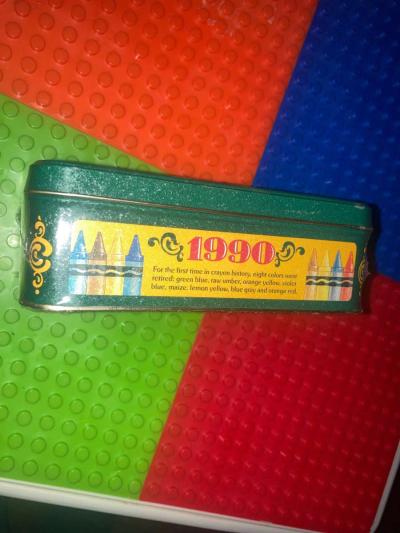 1990
For the first time in crayon history, eight colors were
retired: green blue, raw umber, orange yellow, violet
blue, maize, lemon yellow, blue gray and orange red.